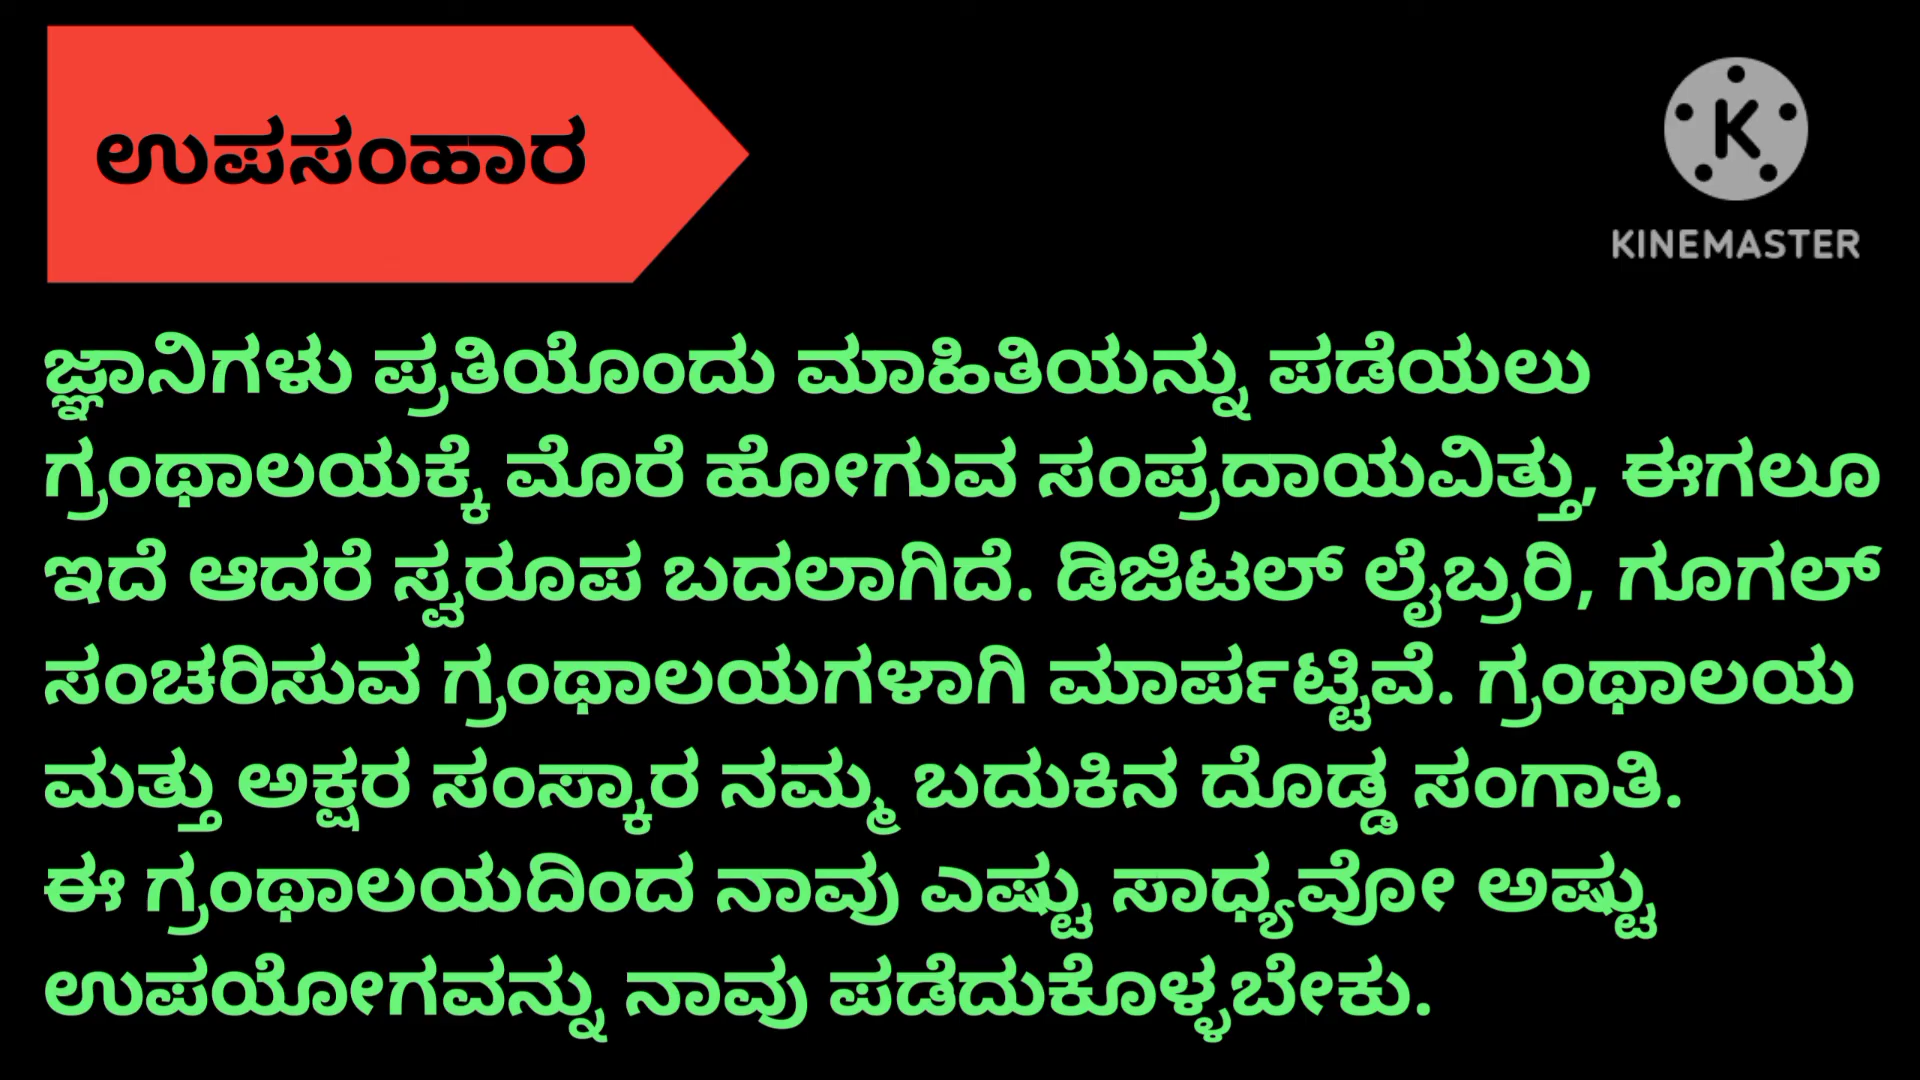 ಉಪಸಂಹಾರ
KINEMASTER
ಜ್ಞಾನಿಗಳು ಪ್ರತಿಯೊಂದು ಮಾಹಿತಿಯನ್ನು ಪಡೆಯಲು
ಗ್ರಂಥಾಲಯಕ್ಕೆ ಮೊರೆ ಹೋಗುವ ಸಂಪ್ರದಾಯವಿತ್ತು, ಈಗಲೂ
ಇದೆ ಆದರೆ ಸ್ವರೂಪ ಬದಲಾಗಿದೆ. ಡಿಜಿಟಲ್ ಲೈಬ್ರರಿ, ಗೂಗಲ್
ಸಂಚರಿಸುವ ಗ್ರಂಥಾಲಯಗಳಾಗಿ ಮಾರ್ಪಟ್ಟಿವೆ. ಗ್ರಂಥಾಲಯ
ಮತ್ತು ಅಕ್ಷರ ಸಂಸ್ಕಾರ ನಮ್ಮ ಬದುಕಿನ ದೊಡ್ಡ ಸಂಗಾತಿ.
ಈ ಗ್ರಂಥಾಲಯದಿಂದ ನಾವು ಎಷ್ಟು ಸಾಧ್ಯವೋ ಅಷ್ಟು
ಉಪಯೋಗವನ್ನು ನಾವು ಪಡೆದುಕೊಳ್ಳಬೇಕು.